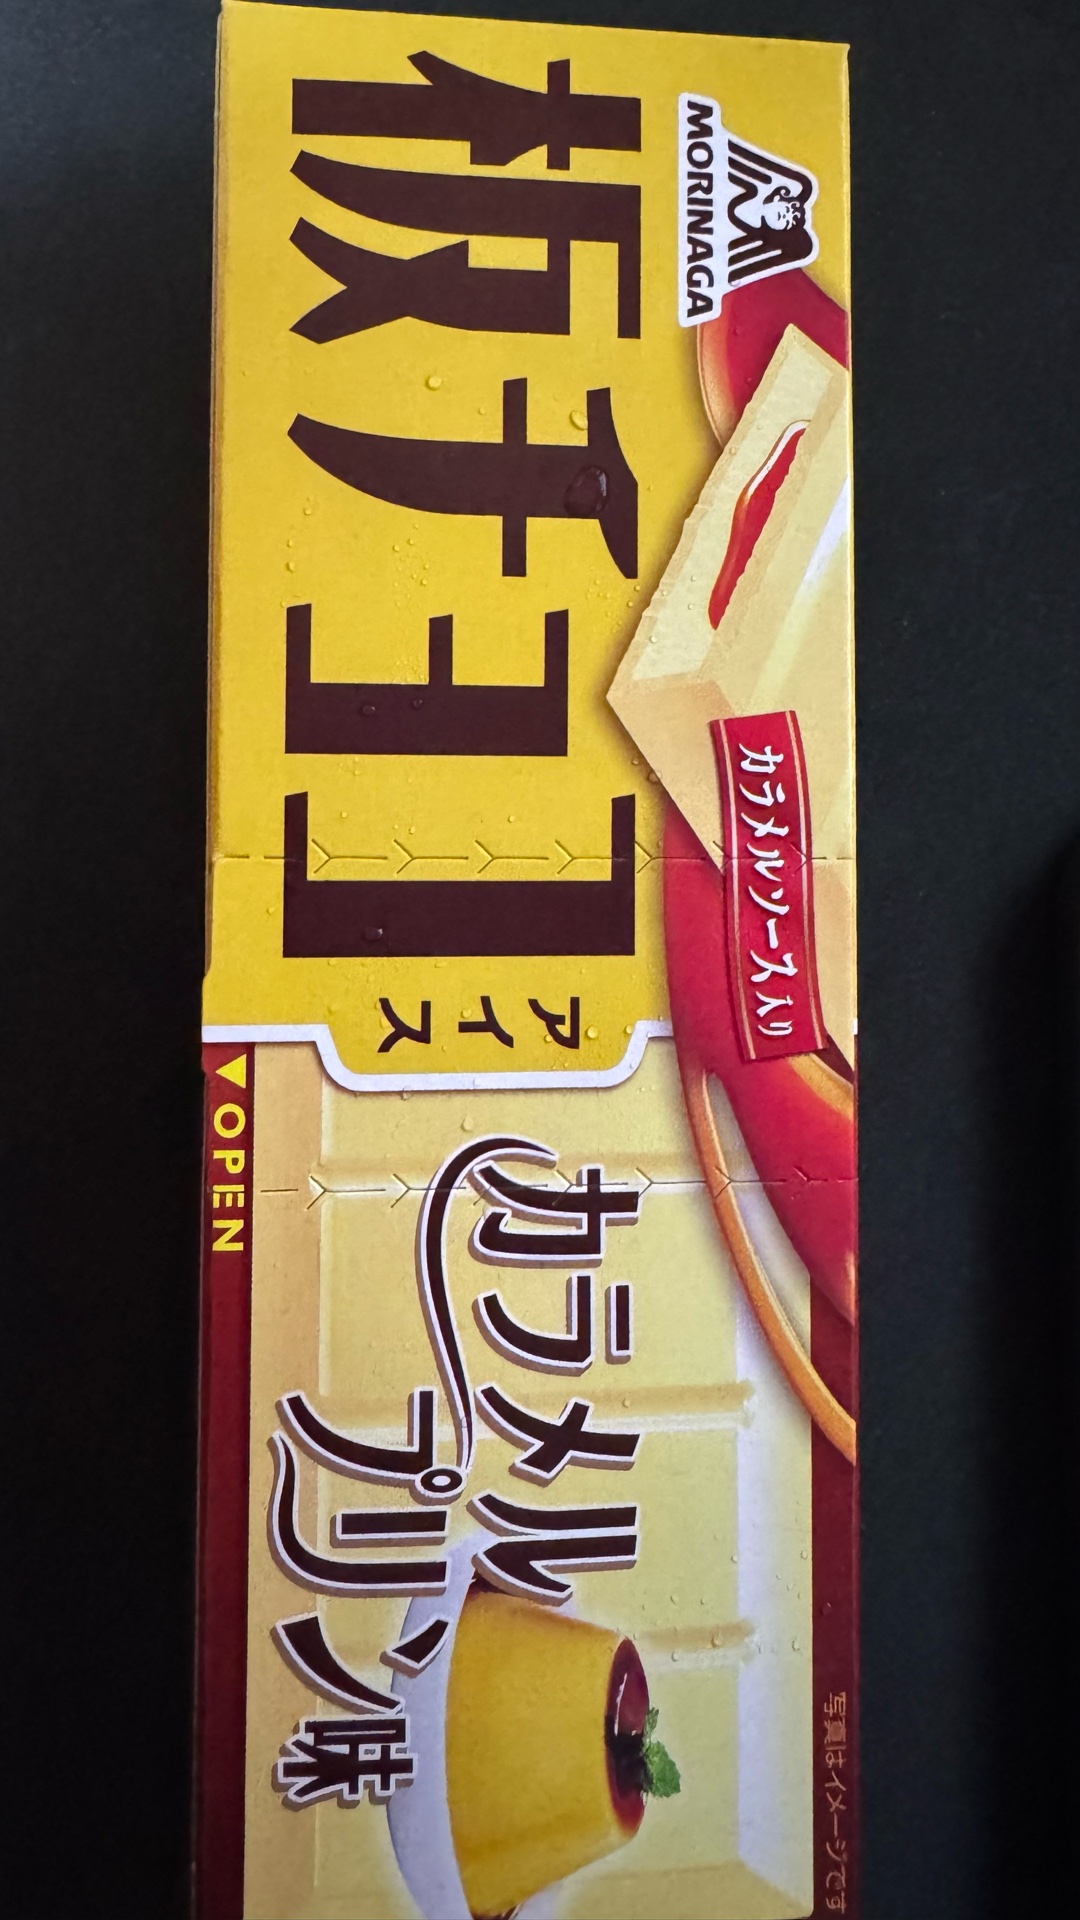 MORINAGA
板チョコ
アイス
カラメルソース入り
カラメル
プリン味
OPEN
写真はイメージです